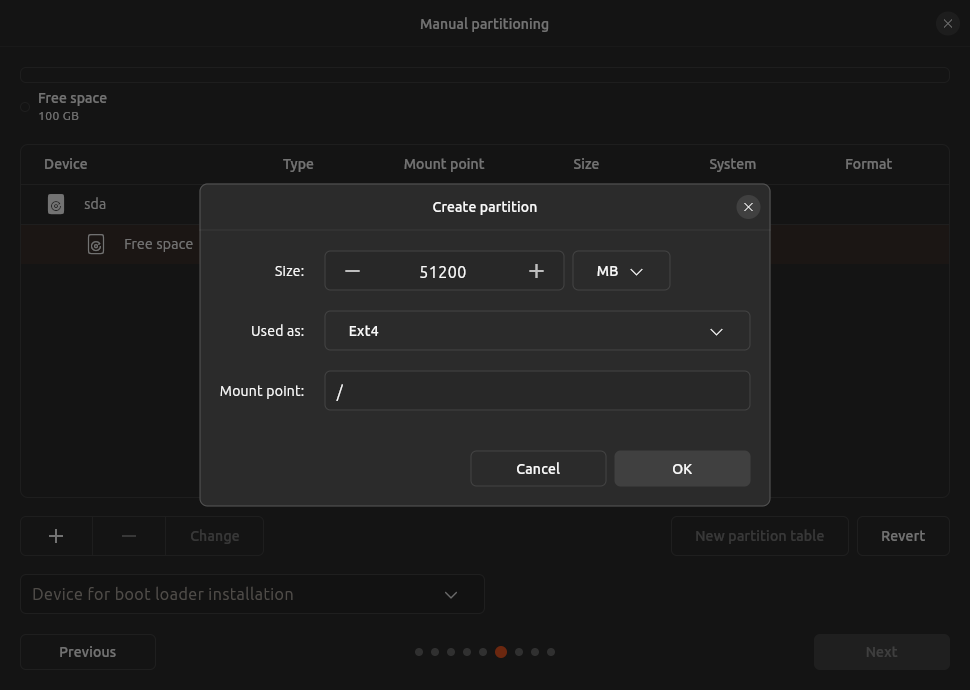 Manual partitioning
Free space
100 GB
Device Type Mount point Size System Format
sda
Free space
Create partition
Size: 51200 MB
Used as: Ext4
Mount point: /
Cancel OK
Change New partition table Revert
Device for boot loader installation
Previous Next